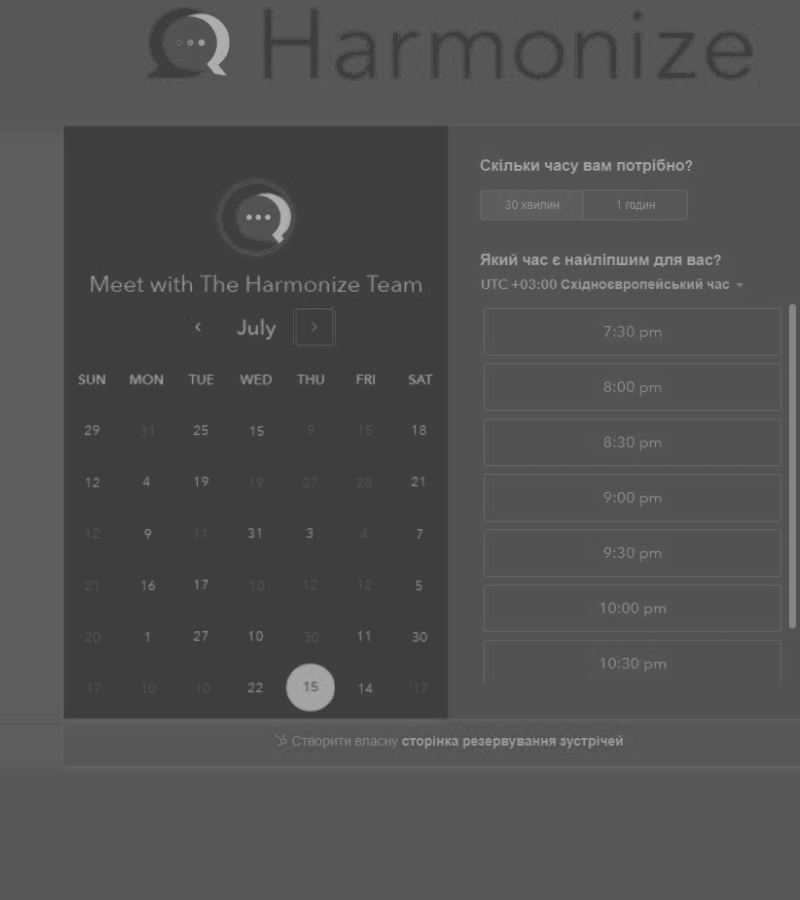 Harmonize
Meet with The Harmonize Team
July
SUN MON TUE WED THU FRI SAT
29 31 25 15 9 15 18
12 4 19 19 27 28 21
12 9 11 31 3 4 7
21 16 17 10 12 12 5
20 1 27 10 30 11 30
17 10 10 22 15 14 17
Скільки часу вам потрібно?
30 хвилин 1 годин
Який час є найліпшим для вас?
UTC +03:00 Східноєвропейський час
7:30 pm
8:00 pm
8:30 pm
9:00 pm
9:30 pm
10:00 pm
10:30 pm
Створити власну сторінка резервування зустрічей